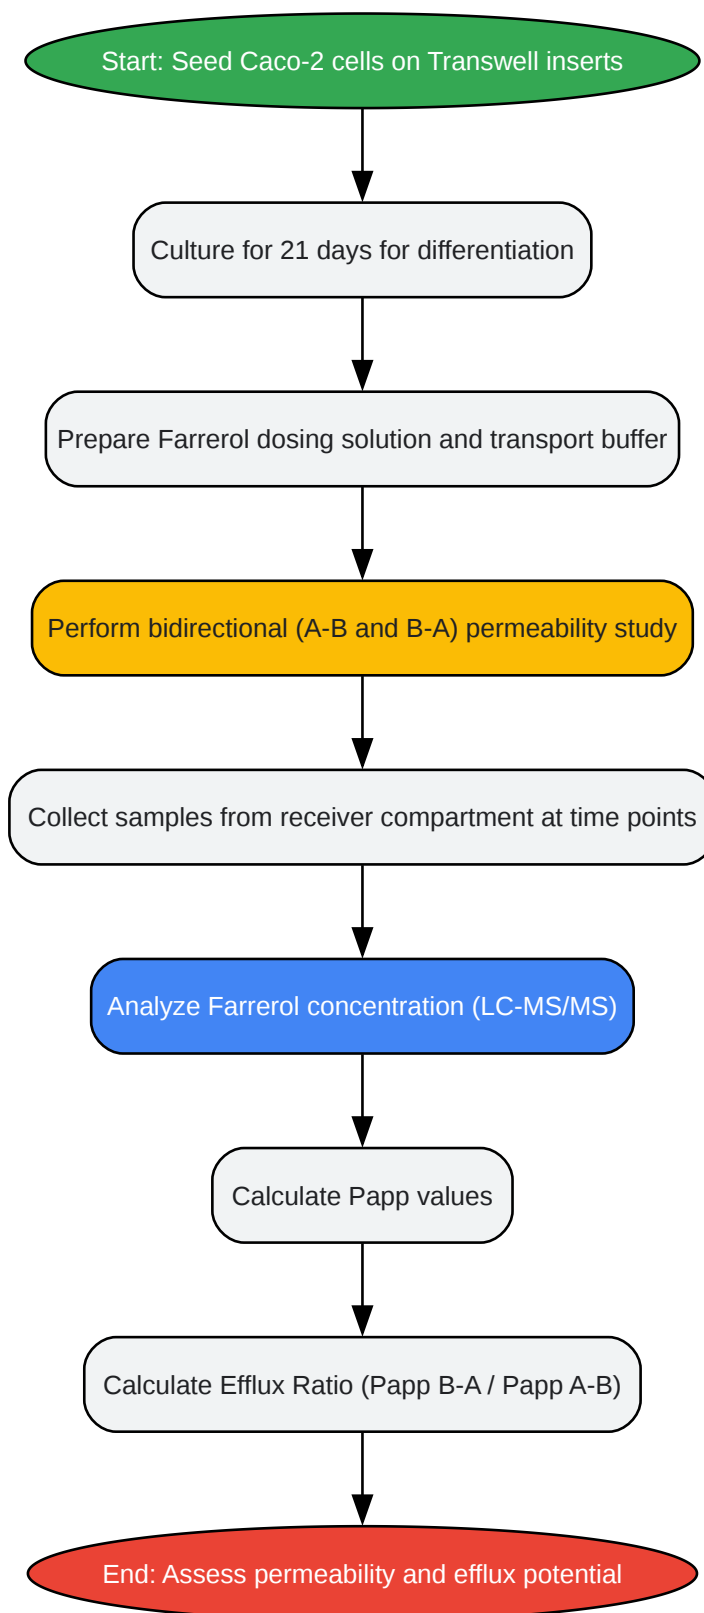 Start: Seed Caco-2 cells on Transwell inserts
Culture for 21 days for differentiation
Prepare Farrerol dosing solution and transport buffer
Perform bidirectional (A-B and B-A) permeability study
Collect samples from receiver compartment at time points
Analyze Farrerol concentration (LC-MS/MS)
Calculate Papp values
Calculate Efflux Ratio (Papp B-A / Papp A-B)
End: Assess permeability and efflux potential